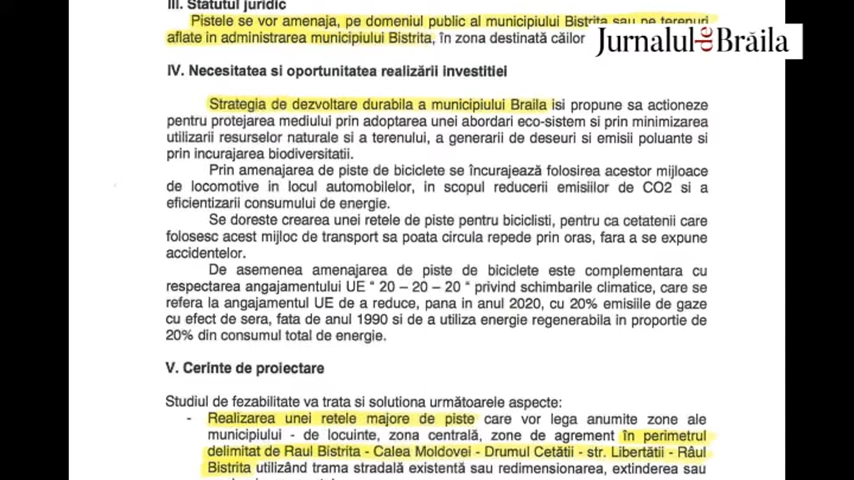 III. Statutul juridic
Pistele se vor amenaja, pe domeniul public al municipiului Bistrita sau pe terenuri
aflate in administrarea municipiului Bistrita, în zona destinată căilor
Jurnalul de Brăila
IV. Necesitatea si oportunitatea realizării investitiei
Strategia de dezvoltare durabila a municipiului Braila isi propune sa actioneze
pentru protejarea mediului prin adoptarea unei abordari eco-sistem si prin minimizarea
utilizarii resurselor naturale si a terenului, a generarii de deseuri si emisii poluante si
prin incurajarea biodiversitatii.
Prin amenajarea de piste de biciclete se încurajează folosirea acestor mijloace
de locomotive in locul automobilelor, in scopul reducerii emisiilor de CO2 si a
eficientizarii consumului de energie.
Se doreste crearea unei retele de piste pentru biciclisti, pentru ca cetatenii care
folosesc acest mijloc de transport sa poata circula repede prin oras, fara a se expune
accidentelor.
De asemenea amenajarea de piste de biciclete este complementara cu
respectarea angajamentului UE “ 20 – 20 – 20 “ privind schimbarile climatice, care se
refera la angajamentul UE de a reduce, pana in anul 2020, cu 20% emisiile de gaze
cu efect de sera, fata de anul 1990 si de a utiliza energie regenerabila in proportie de
20% din consumul total de energie.
V. Cerinte de proiectare
Studiul de fezabilitate va trata si solutiona următoarele aspecte:
- Realizarea unei retele majore de piste care vor lega anumite zone ale
municipiului - de locuinte, zona centrală, zone de agrement în perimetrul
delimitat de Raul Bistrita - Calea Moldovei - Drumul Cetătii - str. Libertătii - Râul
Bistrita utilizând trama stradală existentă sau redimensionarea, extinderea sau